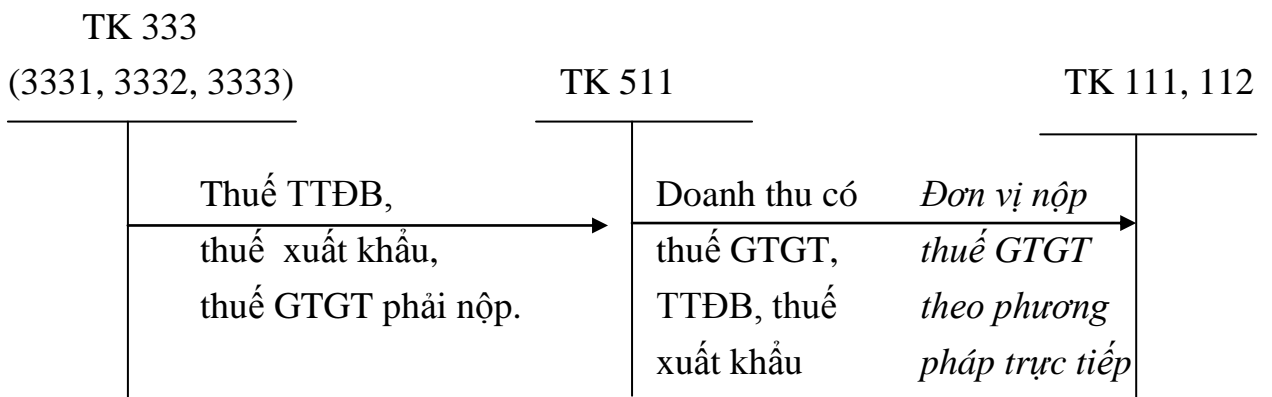 TK 333
(3331, 3332, 3333)
TK 511
TK 111, 112
Thuế TTĐB,
thuế xuất khẩu,
thuế GTGT phải nộp.
Doanh thu có
thuế GTGT,
TTĐB, thuế
xuất khẩu
Đơn vị nộp
thuế GTGT
theo phương
pháp trực tiếp